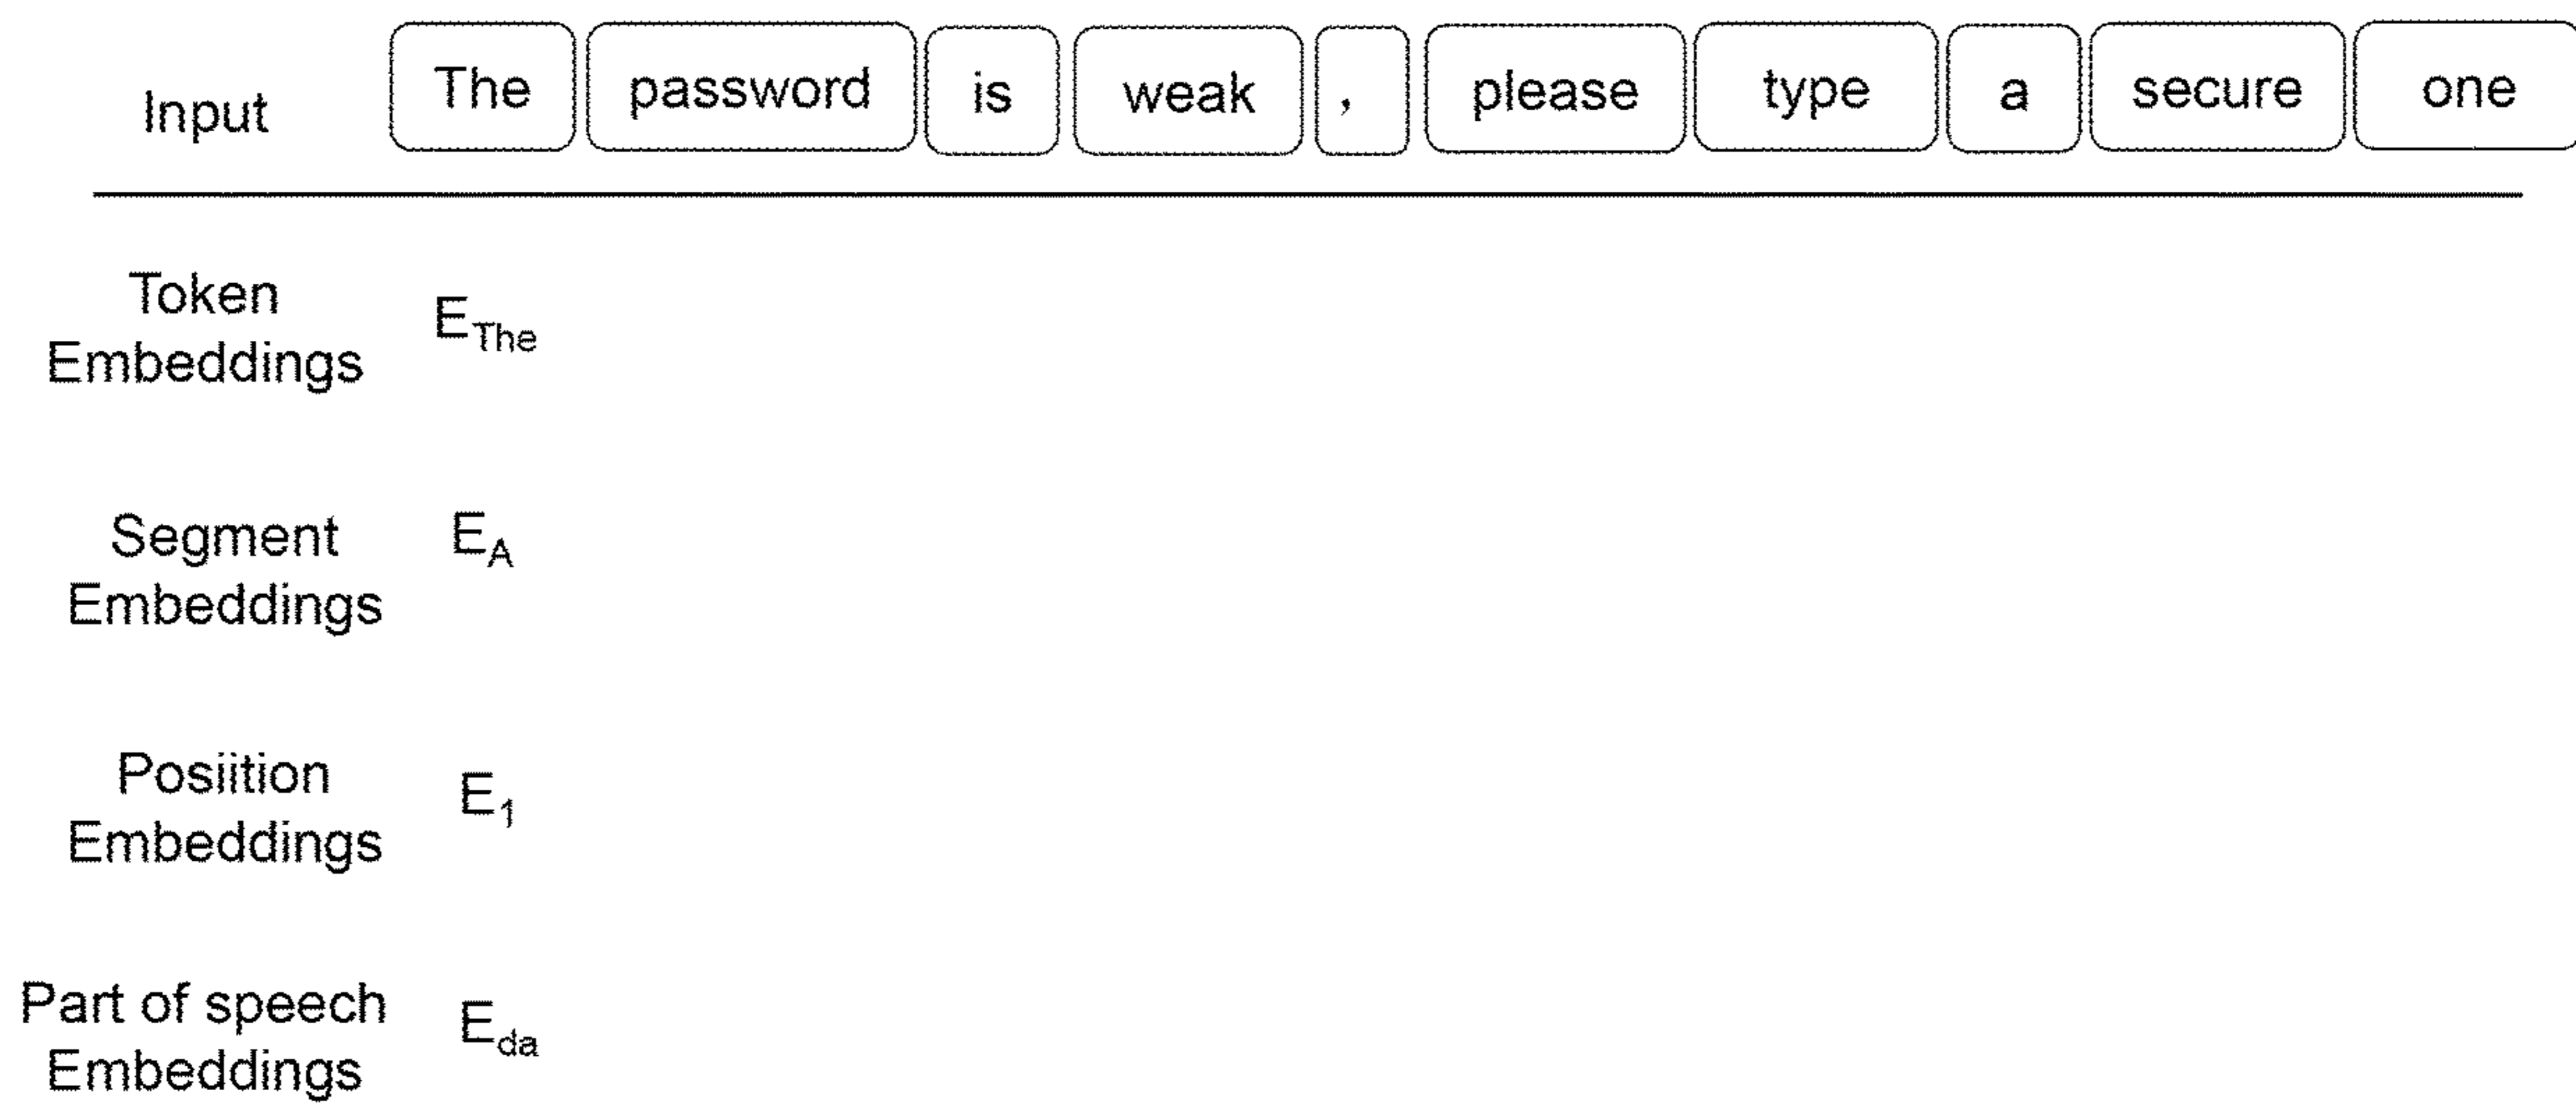 Input The password is weak , please type a secure one
Token
Embeddings E_The
Segment
Embeddings E_A
Posiition
Embeddings E_1
Part of speech
Embeddings E_da